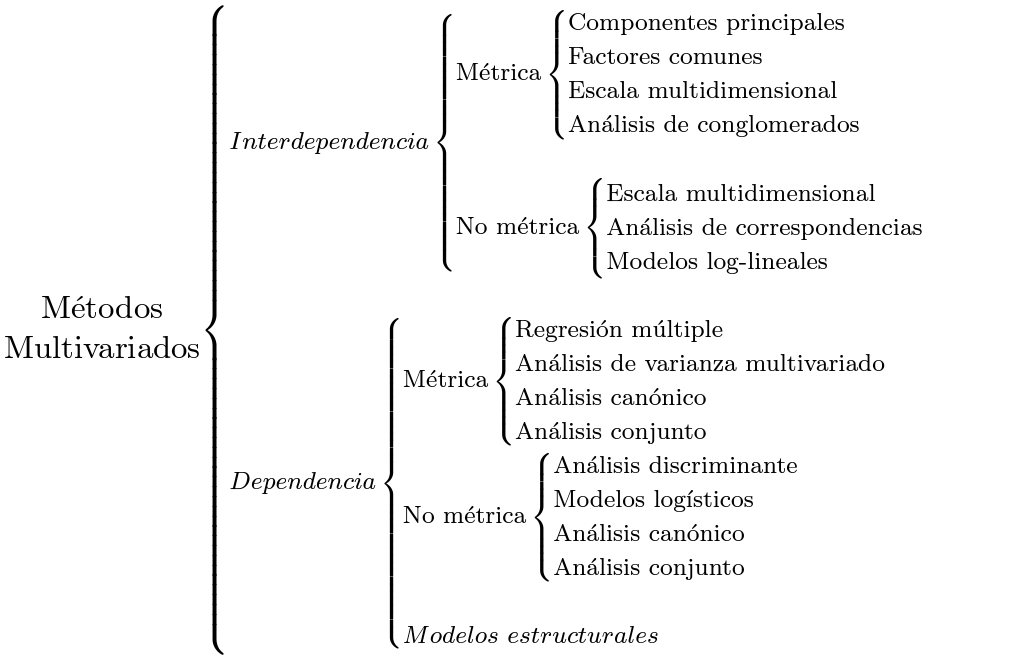 Métodos
Multivariados
Interdependencia
Métrica
Componentes principales
Factores comunes
Escala multidimensional
Análisis de conglomerados
No métrica
Escala multidimensional
Análisis de correspondencias
Modelos log-lineales
Dependencia
Métrica
Regresión múltiple
Análisis de varianza multivariado
Análisis canónico
Análisis conjunto
No métrica
Análisis discriminante
Modelos logísticos
Análisis canónico
Análisis conjunto
Modelos estructurales